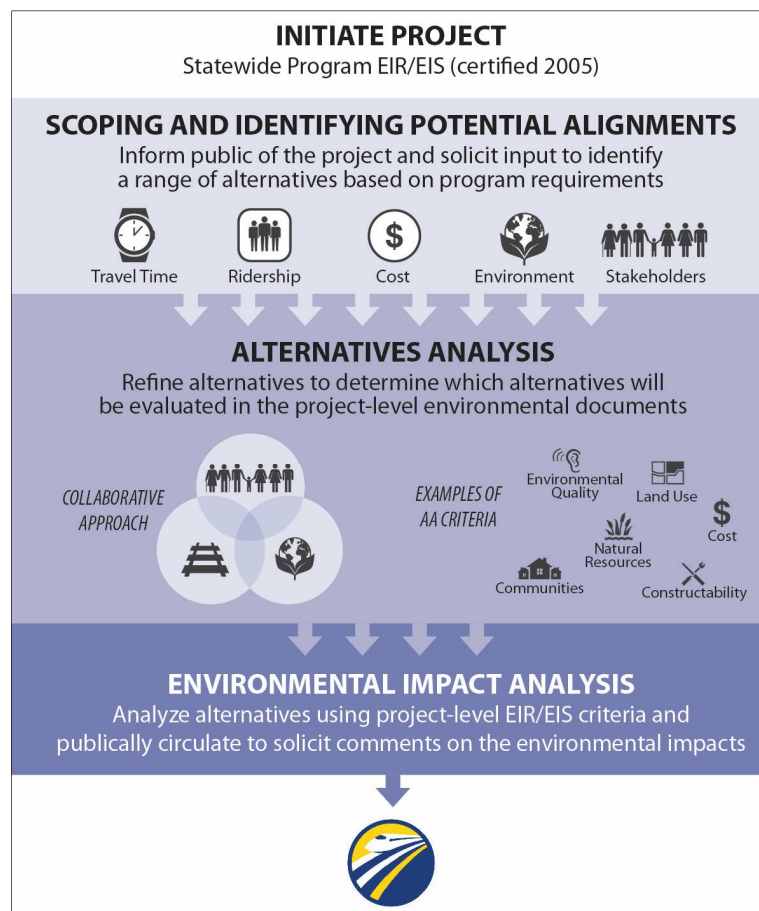 INITIATE PROJECT
Statewide Program EIR/EIS (certified 2005)
SCOPING AND IDENTIFYING POTENTIAL ALIGNMENTS
Inform public of the project and solicit input to identify
a range of alternatives based on program requirements
$
Travel Time
Ridership
Cost
Environment
Stakeholders
ALTERNATIVES ANALYSIS
Refine alternatives to determine which alternatives will
be evaluated in the project-level environmental documents
COLLABORATIVE
APPROACH
EXAMPLES OF
AA CRITERIA
Environmental
Quality
Land Use
$
Cost
Natural
Resources
Communities
Constructability
ENVIRONMENTAL IMPACT ANALYSIS
Analyze alternatives using project-level EIR/EIS criteria and
publically circulate to solicit comments on the environmental impacts